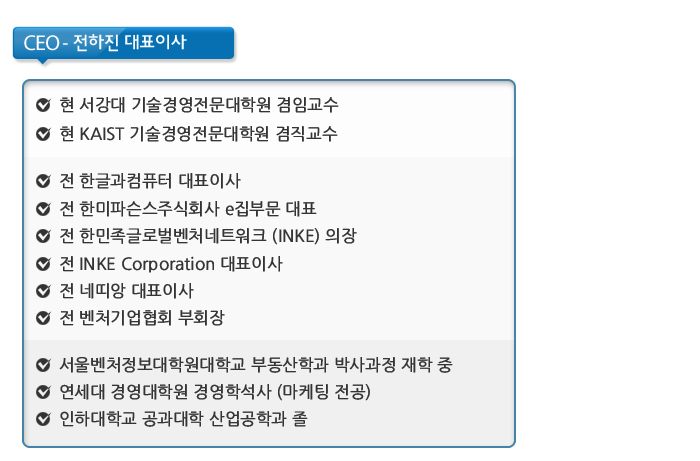 CEO - 전하진 대표이사
현 서강대 기술경영전문대학원 겸임교수
현 KAIST 기술경영전문대학원 겸직교수
전 한글과컴퓨터 대표이사
전 한미파슨스주식회사 e집부문 대표
전 한민족글로벌벤처네트워크 (INKE) 의장
전 INKE Corporation 대표이사
전 네띠앙 대표이사
전 벤처기업협회 부회장
서울벤처정보대학원대학교 부동산학과 박사과정 재학 중
연세대 경영대학원 경영학석사 (마케팅 전공)
인하대학교 공과대학 산업공학과 졸